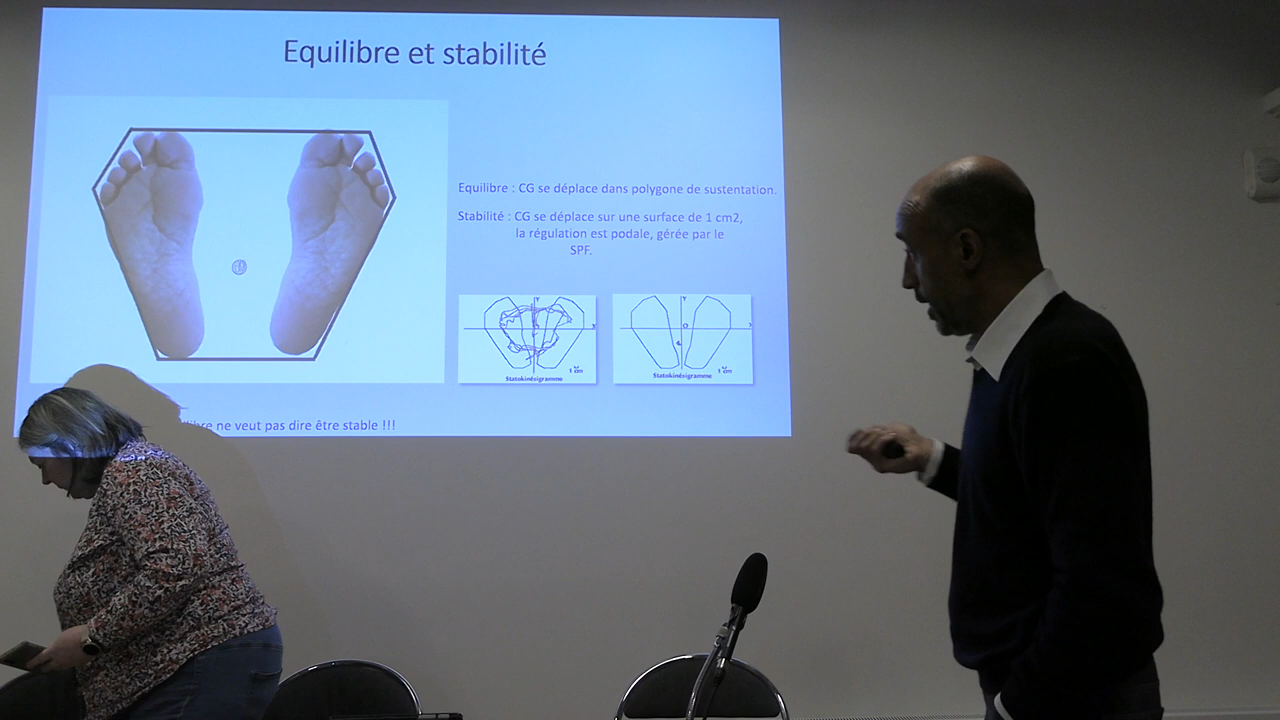 Equilibre et stabilité
Equilibre : CG se déplace dans polygone de sustentation.
Stabilité : CG se déplace sur une surface de 1 cm2,
la régulation est podale, gérée par le
SPF.
Y
X
1 cm
Statokinésigramme
Y
1 cm
Statokinésigramme
ne veut pas dire être stable !!!